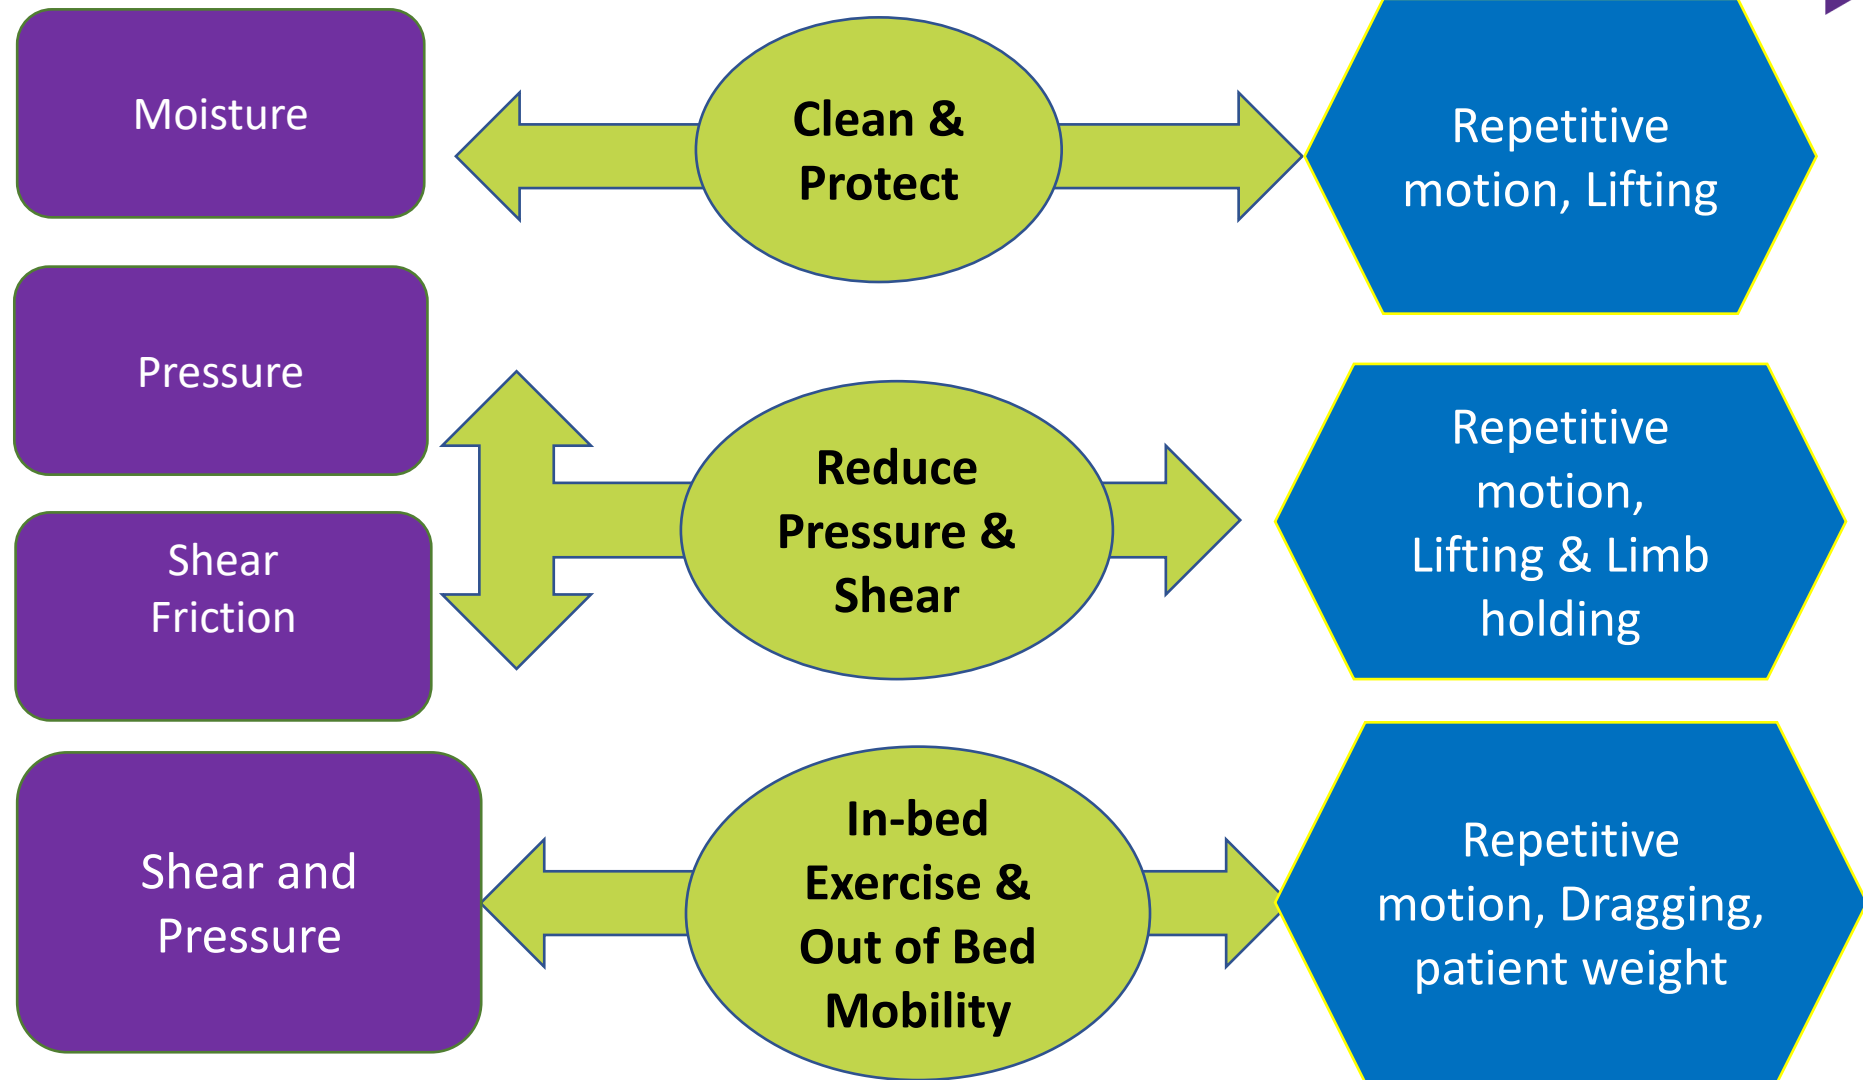 Moisture
Clean &
Protect
Repetitive
motion, Lifting
Pressure
Shear
Friction
Reduce
Pressure &
Shear
Repetitive
motion,
Lifting & Limb
holding
Shear and
Pressure
In-bed
Exercise &
Out of Bed
Mobility
Repetitive
motion, Dragging,
patient weight